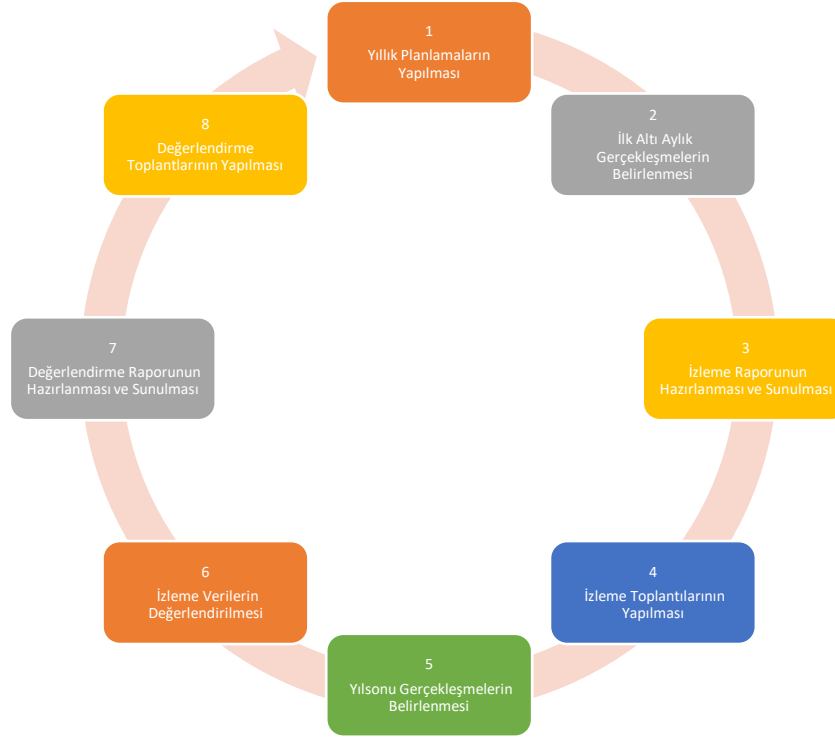 1
Yıllık Planlamaların
Yapılması
2
İlk Altı Aylık
Gerçekleşmelerin
Belirlenmesi
3
İzleme Raporunun
Hazırlanması ve Sunulması
4
İzleme Toplantılarının
Yapılması
5
Yılsonu Gerçekleşmelerin
Belirlenmesi
6
İzleme Verilerin
Değerlendirilmesi
7
Değerlendirme Raporunun
Hazırlanması ve Sunulması
8
Değerlendirme
Toplantlarının Yapılması